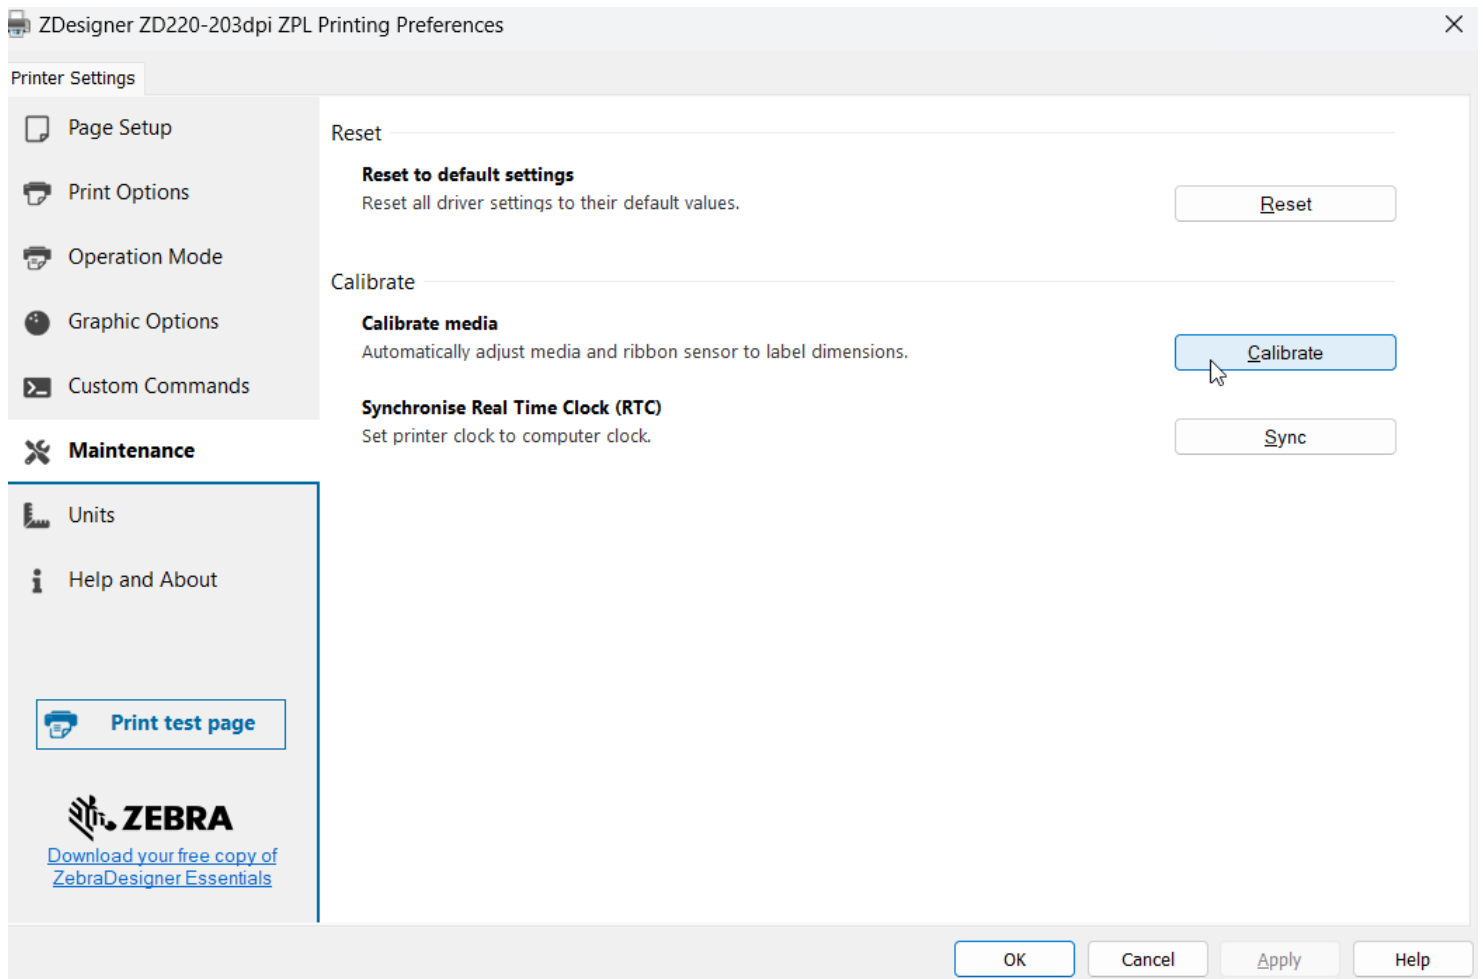 ZDesigner ZD220-203dpi ZPL Printing Preferences
Printer Settings
Page Setup
Print Options
Operation Mode
Graphic Options
Custom Commands
Maintenance
Units
Help and About
Print test page
ZEBRA
Download your free copy of
ZebraDesigner Essentials
Reset
Reset to default settings
Reset all driver settings to their default values.
Reset
Calibrate
Calibrate media
Automatically adjust media and ribbon sensor to label dimensions.
Calibrate
Synchronise Real Time Clock (RTC)
Set printer clock to computer clock.
Sync
OK
Cancel
Apply
Help